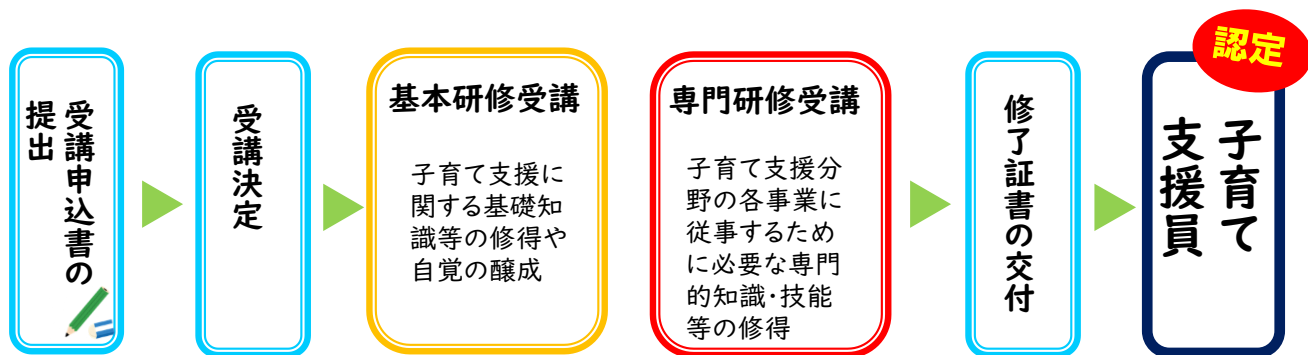 受講申込書の
提出
受講決定
基本研修受講
子育て支援に
関する基礎知
識等の修得や
自覚の醸成
専門研修受講
子育て支援分
野の各事業に
従事するため
に必要な専門
的知識・技能
等の修得
修了証書の交付
認定
子育て
支援員